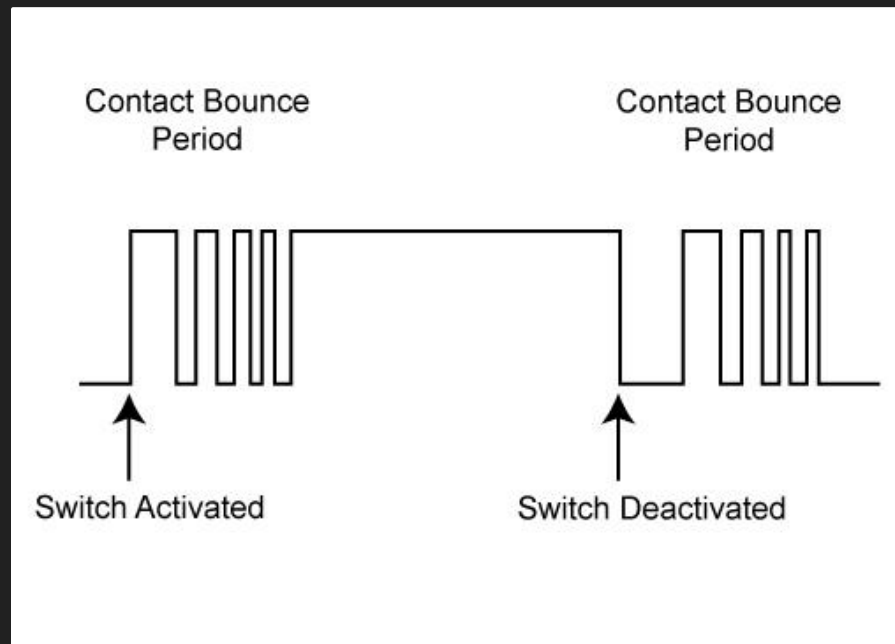 Contact Bounce
Period
Contact Bounce
Period
Switch Activated
Switch Deactivated